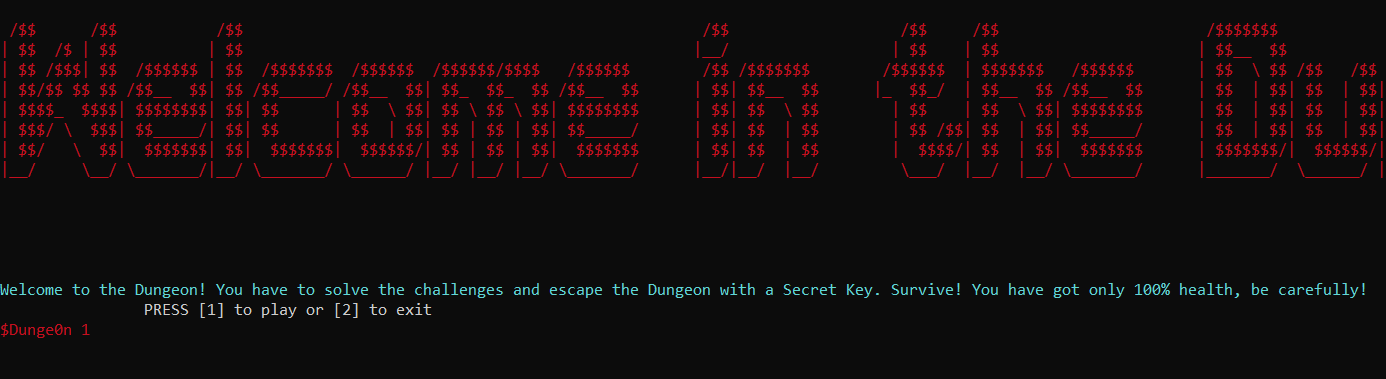 Welcome in the Du
Welcome to the Dungeon! You have to solve the challenges and escape the Dungeon with a Secret Key. Survive! You have got only 100% health, be carefully!
PRESS [1] to play or [2] to exit
$Dunge0n 1